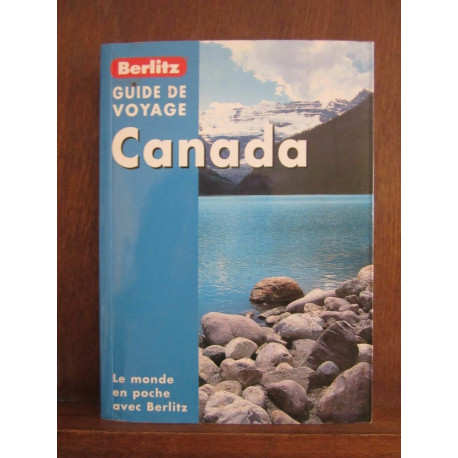 Berlitz
GUIDE DE
VOYAGE
Canada
Le monde
en poche
avec Berlitz